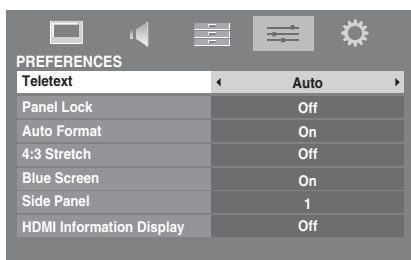 PREFERENCES
Teletext Auto
Panel Lock Off
Auto Format On
4:3 Stretch Off
Blue Screen On
Side Panel 1
HDMI Information Display Off